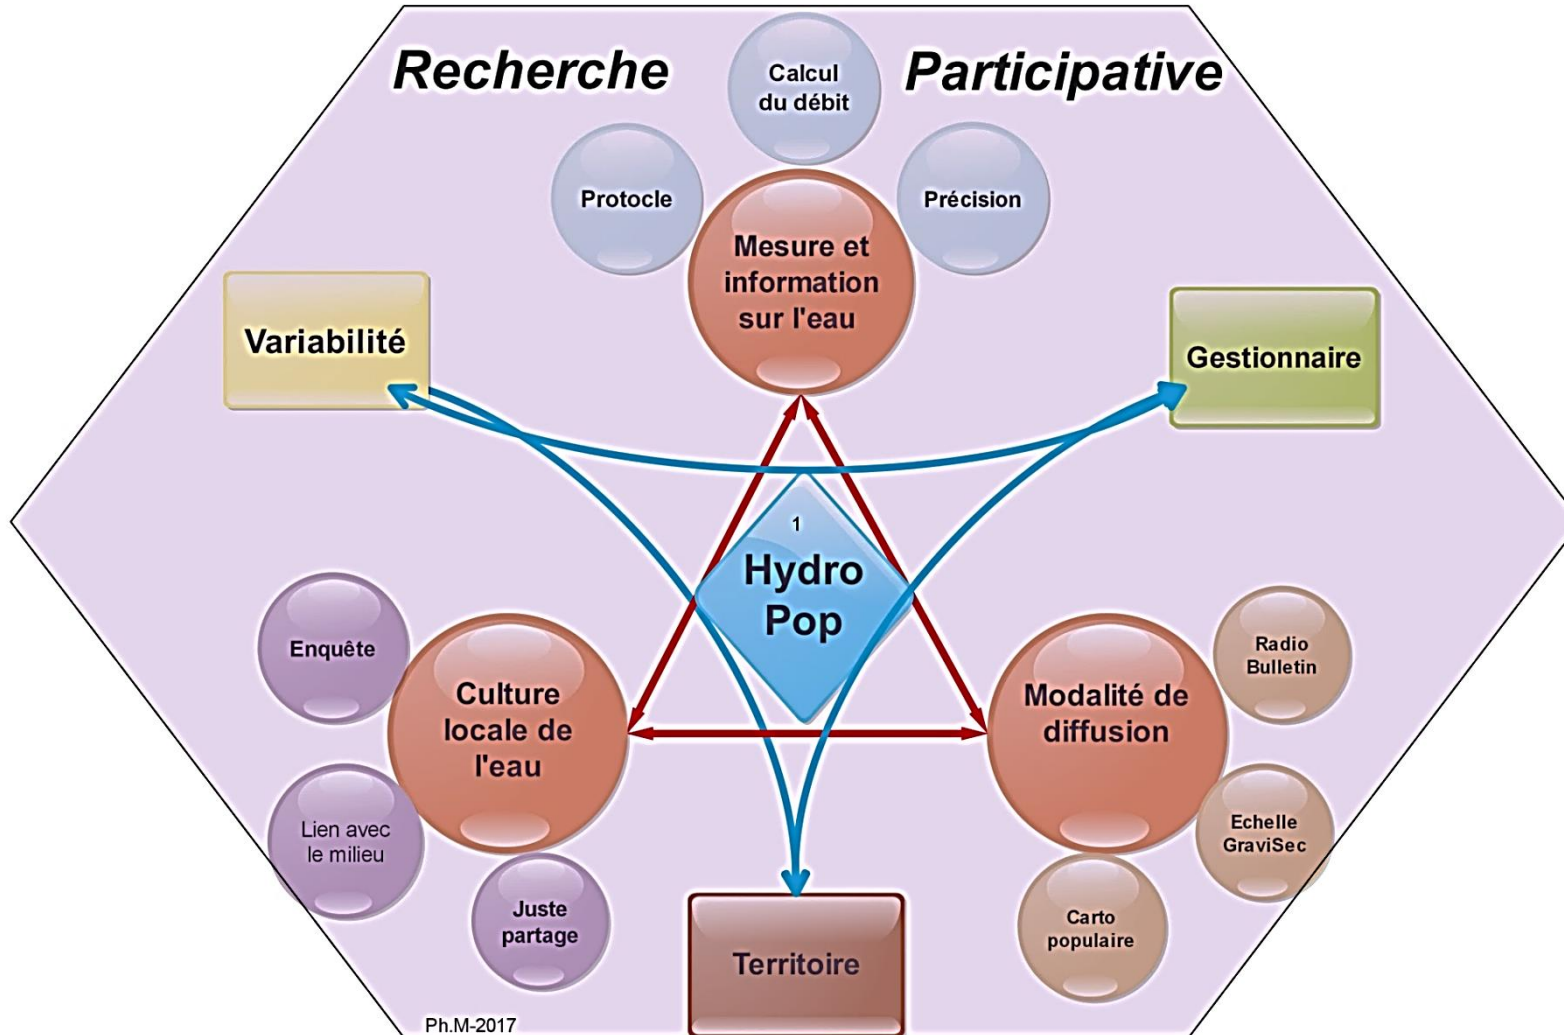 Recherche Participative
Calcul
du débit
Protocle
Précision
Mesure et
information
sur l'eau
Variabilité
Gestionnaire
1
Hydro
Pop
Enquête
Culture
locale de
l'eau
Lien avec
le milieu
Juste
partage
Modalité de
diffusion
Radio
Bulletin
Echelle
GraviSec
Carto
populaire
Territoire
Ph.M-2017